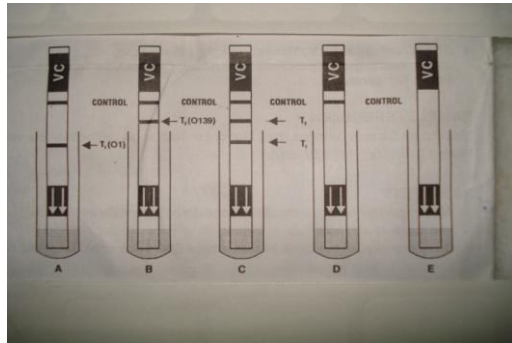 VC VC VC VC VC
CONTROL CONTROL CONTROL CONTROL
T₂(O139) T₂
T₁(O1) T₁
A B C D E